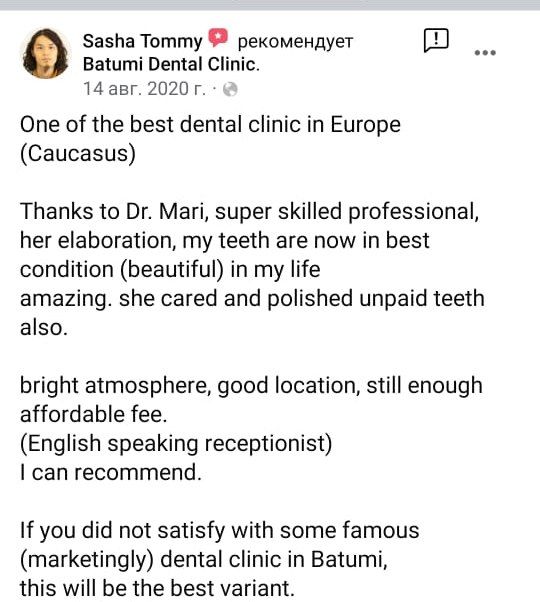 Sasha Tommy рекомендует
Batumi Dental Clinic.
14 авг. 2020 г. ·
One of the best dental clinic in Europe
(Caucasus)
Thanks to Dr. Mari, super skilled professional,
her elaboration, my teeth are now in best
condition (beautiful) in my life
amazing. she cared and polished unpaid teeth
also.
bright atmosphere, good location, still enough
affordable fee.
(English speaking receptionist)
I can recommend.
If you did not satisfy with some famous
(marketingly) dental clinic in Batumi,
this will be the best variant.